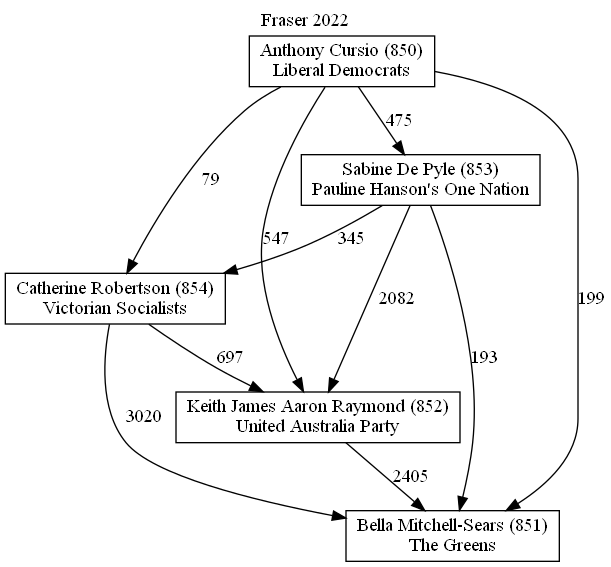 Fraser 2022
Anthony Cursio (850)
Liberal Democrats
475
Sabine De Pyle (853)
Pauline Hanson's One Nation
79
547
345
199
2082
Catherine Robertson (854)
Victorian Socialists
697
193
Keith James Aaron Raymond (852)
United Australia Party
3020
2405
Bella Mitchell-Sears (851)
The Greens